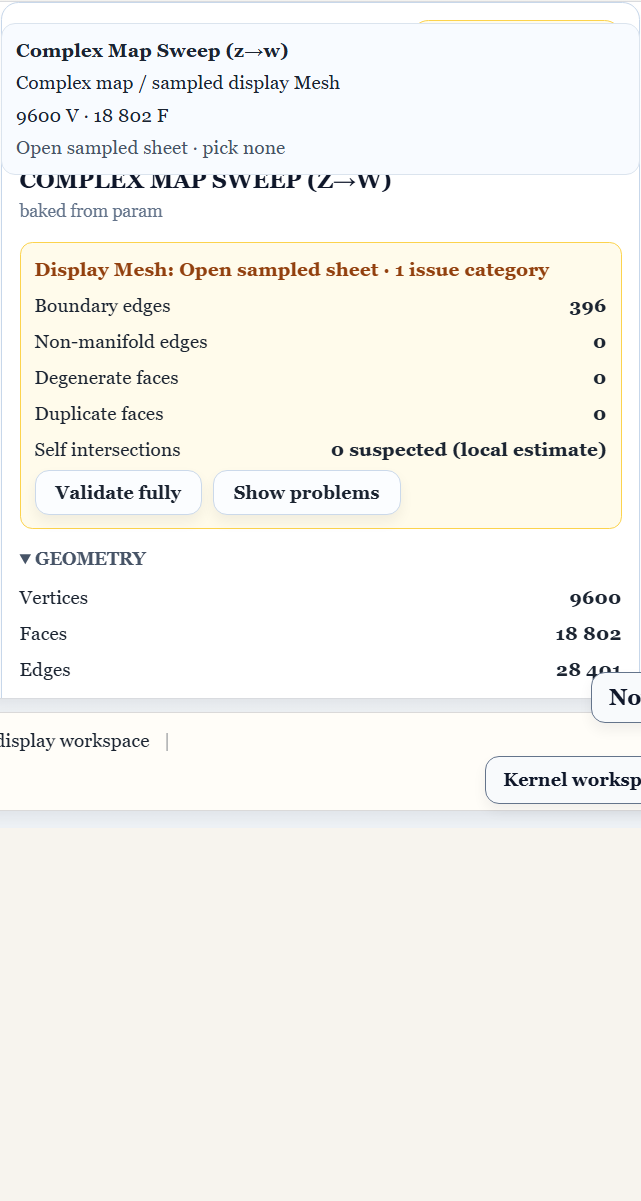 Complex Map Sweep (z→w)
Complex map / sampled display Mesh
9600 V · 18 802 F
Open sampled sheet · pick none
COMPLEX MAP SWEEP (Z→W)
baked from param
Display Mesh: Open sampled sheet · 1 issue category
Boundary edges 396
Non-manifold edges 0
Degenerate faces 0
Duplicate faces 0
Self intersections 0 suspected (local estimate)
Validate fully Show problems
▼ GEOMETRY
Vertices 9600
Faces 18 802
Edges 28 401
No
display workspace |
Kernel worksp